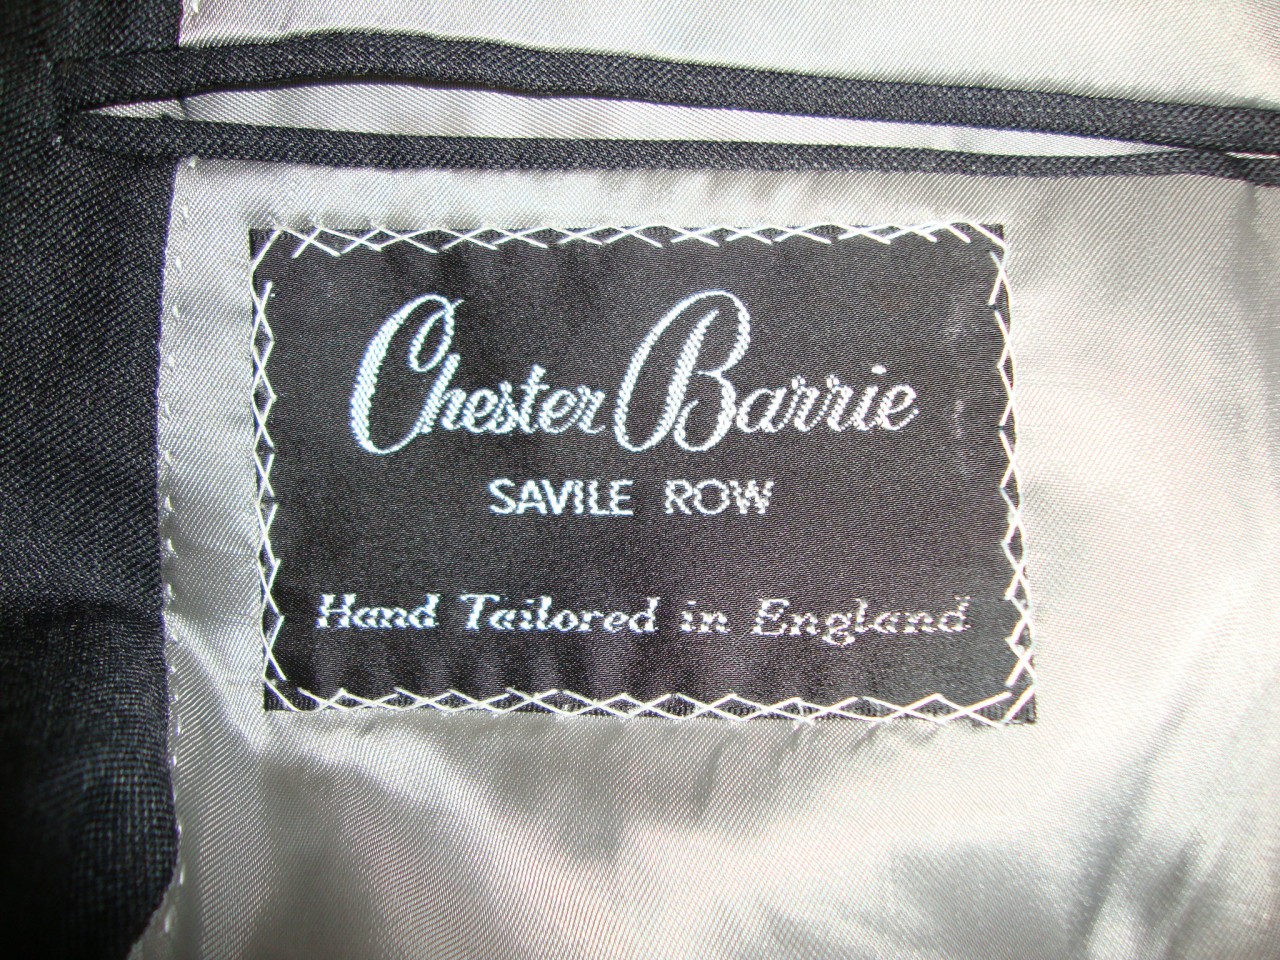 Chester Barrie
SAVILE ROW
Hand Tailored in England